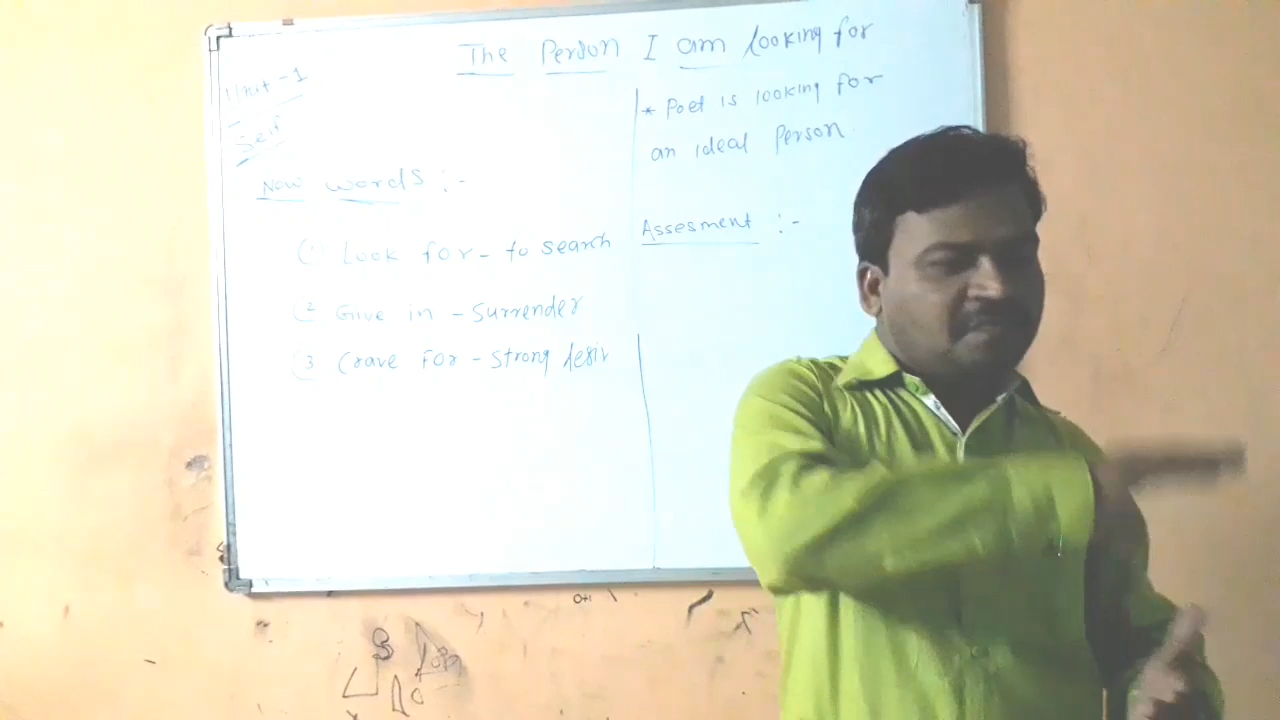 The Person I am looking for
Unit-1
Self
New words :-
(1 Look for - to search
(2 Give in - Surrender
(3 Crave For - Strong desir
* Poet is looking for
an ideal Person.
Assesment :-